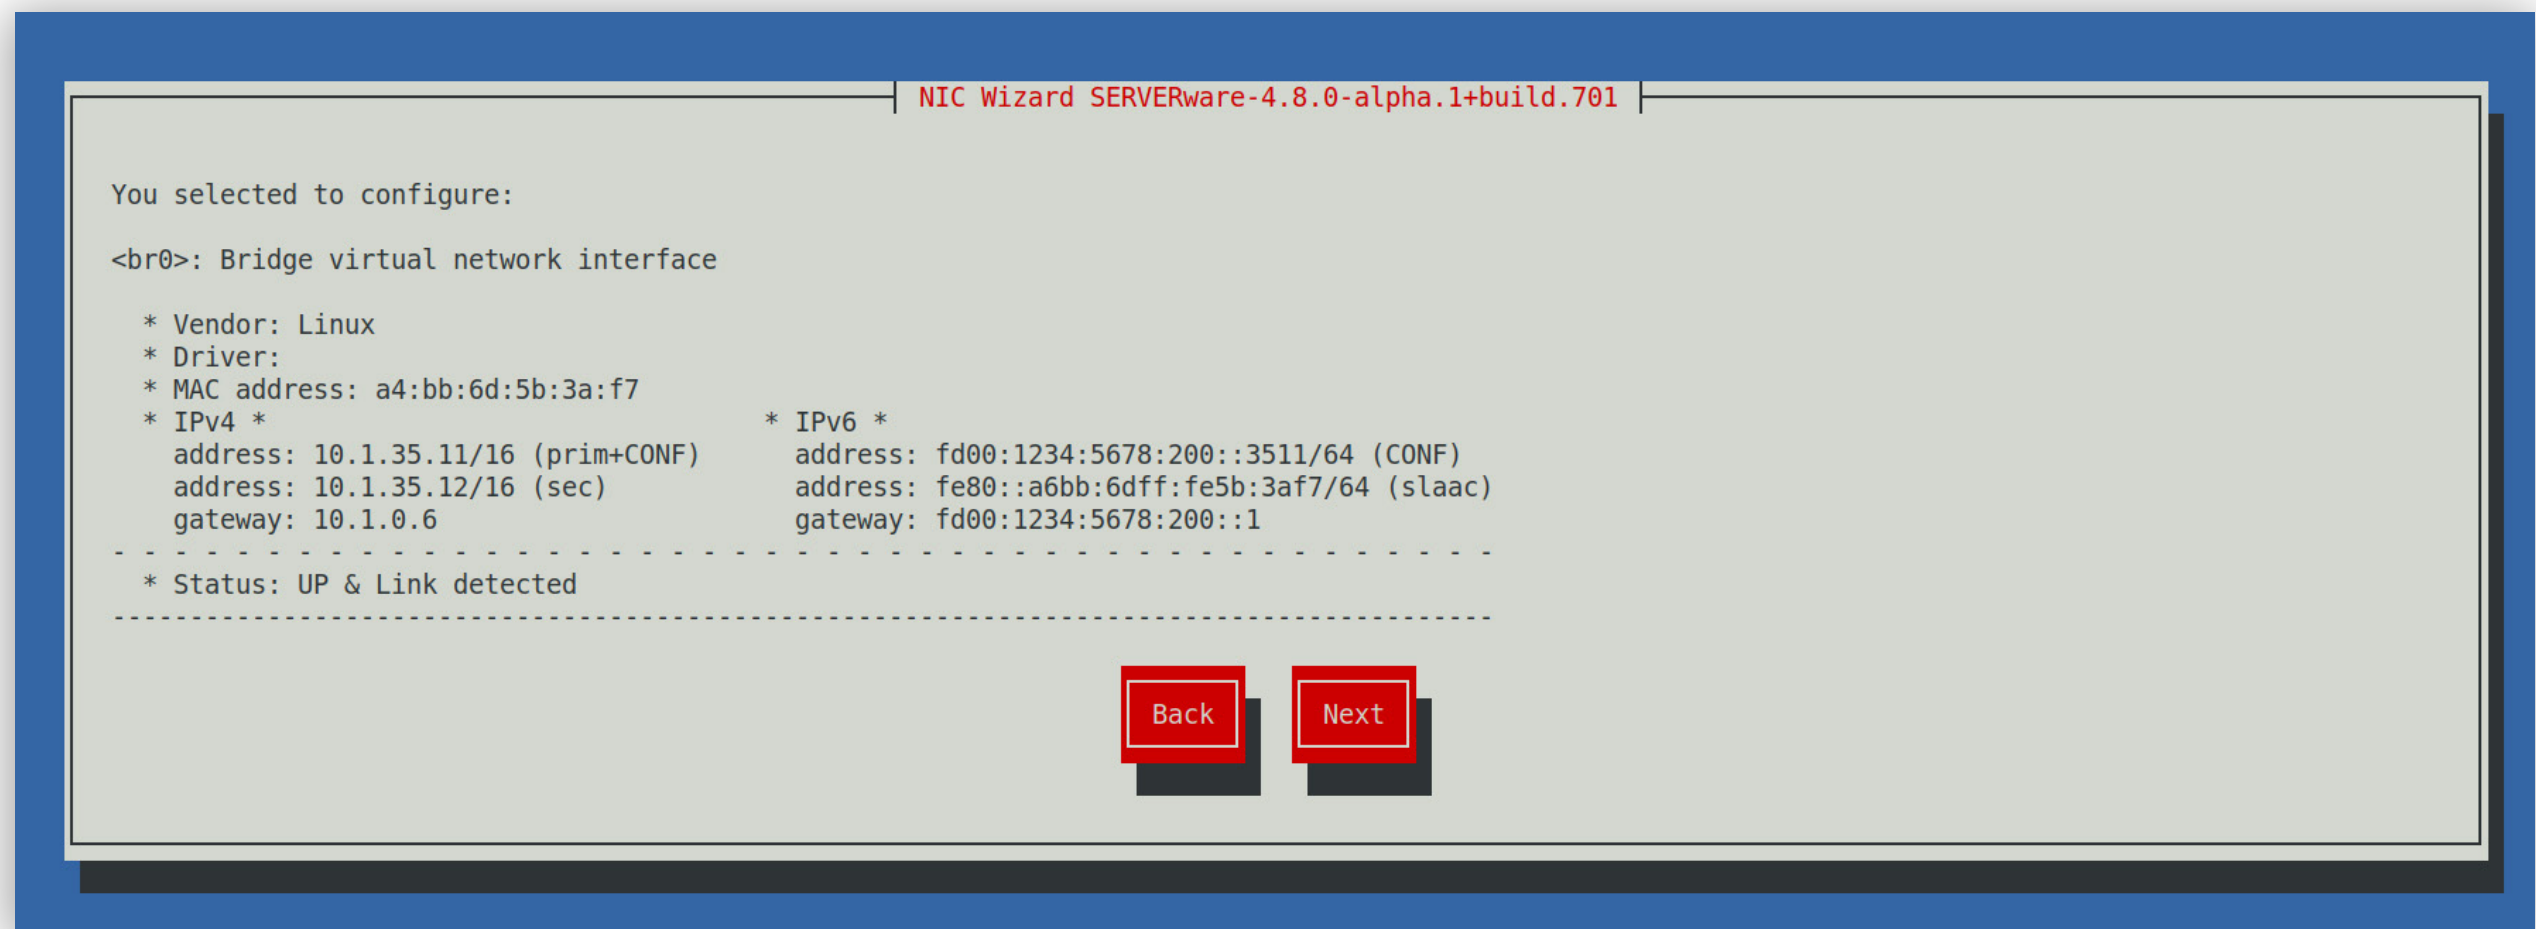 NIC Wizard SERVERware-4.8.0-alpha.1+build.701
You selected to configure:
<br0>: Bridge virtual network interface
* Vendor: Linux
* Driver:
* MAC address: a4:bb:6d:5b:3a:f7
* IPv4 * * IPv6 *
address: 10.1.35.11/16 (prim+CONF) address: fd00:1234:5678:200::3511/64 (CONF)
address: 10.1.35.12/16 (sec) address: fe80::a6bb:6dff:fe5b:3af7/64 (slaac)
gateway: 10.1.0.6 gateway: fd00:1234:5678:200::1
- - - - - - - - - - - - - - - - - - - - - - - - - - - - - - - - - - - - - - - - - - - - -
* Status: UP & Link detected
-----------------------------------------------------------------------------------------
Back Next